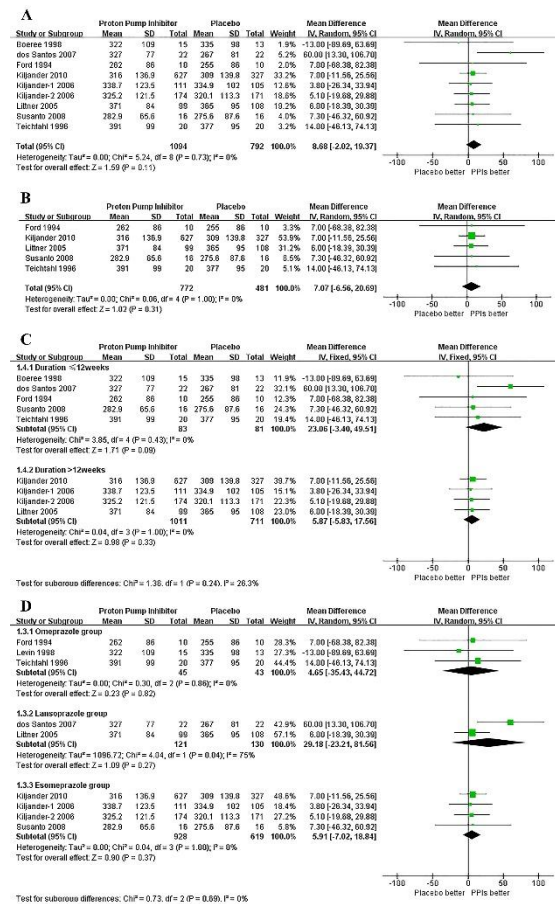 A
Proton Pump Inhibitor Placebo Mean Difference Mean Difference
Study or Subgroup Mean SD Total Mean SD Total Weight IV, Random, 95% CI IV, Random, 95% CI
Boeree 1998 322 109 15 335 98 13 1.9% -13.00 [-89.69, 63.69]
dos Santos 2007 327 77 22 267 81 22 60.00 [13.30, 106.70]
Ford 1994 262 86 10 255 86 10 7.00 [-68.38, 82.38]
Kiljander 2010 316 136.9 627 309 139.8 327 7.00 [-11.56, 25.56]
Kiljander-1 2006 338.7 123.5 111 334.9 102 105 3.80 [-26.34, 33.94]
Kiljander-2 2006 325.2 121.5 174 320.1 113.3 171 5.10 [-19.68, 29.88]
Littner 2005 371 84 99 365 95 108 6.00 [-18.39, 30.39]
Susanto 2008 282.9 65.6 16 275.6 87.6 16 7.30 [-46.32, 60.92]
Teichtahl 1996 391 99 20 377 95 20 14.00 [-46.13, 74.13]
Total (95% CI) 1094 792 100.0% 8.68 [-2.02, 19.37]
Heterogeneity: Tau² = 0.00; Chi² = 5.24, df = 8 (P = 0.73); I² = 0%
Test for overall effect: Z = 1.59 (P = 0.11)
-100 -50 0 50 100
Placebo better PPIs better
B
Proton Pump Inhibitor Placebo Mean Difference Mean Difference
Study or Subgroup Mean SD Total Mean SD Total Weight IV, Random, 95% CI IV, Random, 95% CI
Ford 1994 262 86 10 255 86 10 3.3% 7.00 [-68.38, 82.38]
Kiljander 2010 316 136.9 627 309 139.8 327 53.9% 7.00 [-11.56, 25.56]
Littner 2005 371 84 99 365 95 108 31.2% 6.00 [-18.39, 30.39]
Susanto 2008 282.9 65.6 16 275.6 87.6 16 7.30 [-46.32, 60.92]
Teichtahl 1996 391 99 20 377 95 20 5.1% 14.00 [-46.13, 74.13]
Total (95% CI) 772 481 100.0% 7.07 [-6.56, 20.69]
Heterogeneity: Tau² = 0.00; Chi² = 0.06, df = 4 (P = 1.00); I² = 0%
Test for overall effect: Z = 1.02 (P = 0.31)
-100 -50 0 50 100
Placebo better PPIs better
C
Proton Pump Inhibitor Placebo Mean Difference Mean Difference
Study or Subgroup Mean SD Total Mean SD Total Weight IV, Fixed, 95% CI IV, Fixed, 95% CI
1.4.1 Duration ≤12weeks
Boeree 1998 322 109 15 335 98 13 11.9% -13.00 [-89.69, 63.69]
dos Santos 2007 327 77 22 267 81 22 32.1% 60.00 [13.30, 106.70]
Ford 1994 262 86 10 255 86 10 12.3% 7.00 [-68.38, 82.38]
Susanto 2008 282.9 65.6 16 275.6 87.6 16 7.30 [-46.32, 60.92]
Teichtahl 1996 391 99 20 377 95 20 14.00 [-46.13, 74.13]
Subtotal (95% CI) 83 81 100.0% 23.06 [-3.40, 49.51]
Heterogeneity: Chi² = 3.85, df = 4 (P = 0.43); I² = 0%
Test for overall effect: Z = 1.71 (P = 0.09)
1.4.2 Duration >12weeks
Kiljander 2010 316 136.9 627 309 139.8 327 7.00 [-11.56, 25.56]
Kiljander-1 2006 338.7 123.5 111 334.9 102 105 3.80 [-26.34, 33.94]
Kiljander-2 2006 325.2 121.5 174 320.1 113.3 171 5.10 [-19.68, 29.88]
Littner 2005 371 84 99 365 95 108 6.00 [-18.39, 30.39]
Subtotal (95% CI) 1011 711 100.0% 5.87 [-5.83, 17.56]
Heterogeneity: Chi² = 0.04, df = 3 (P = 1.00); I² = 0%
Test for overall effect: Z = 0.98 (P = 0.33)
-100 -50 0 50 100
Placebo better PPIs better
Test for subgroup differences: Chi² = 1.36, df = 1 (P = 0.24), I² = 26.3%
D
Proton Pump Inhibitor Placebo Mean Difference Mean Difference
Study or Subgroup Mean SD Total Mean SD Total Weight IV, Random, 95% CI IV, Random, 95% CI
1.3.1 Omeprazole group
Ford 1994 262 86 10 255 86 10 28.3% 7.00 [-68.38, 82.38]
Levin 1998 322 109 15 335 98 13 27.3% -13.00 [-89.69, 63.69]
Teichtahl 1996 391 99 20 377 95 20 14.00 [-46.13, 74.13]
Subtotal (95% CI) 45 43 100.0% 4.65 [-35.43, 44.72]
Heterogeneity: Tau² = 0.00; Chi² = 0.30, df = 2 (P = 0.86); I² = 0%
Test for overall effect: Z = 0.23 (P = 0.82)
1.3.2 Lansoprazole group
dos Santos 2007 327 77 22 267 81 22 42.9% 60.00 [13.30, 106.70]
Littner 2005 371 84 99 365 95 108 57.1% 6.00 [-18.39, 30.39]
Subtotal (95% CI) 121 130 100.0% 29.18 [-23.21, 81.56]
Heterogeneity: Tau² = 1096.72; Chi² = 4.04, df = 1 (P = 0.04); I² = 75%
Test for overall effect: Z = 1.09 (P = 0.27)
1.3.3 Esomeprazole group
Kiljander 2010 316 136.9 627 309 139.8 327 48.6% 7.00 [-11.56, 25.56]
Kiljander-1 2006 338.7 123.5 111 334.9 102 105 3.80 [-26.34, 33.94]
Kiljander-2 2006 325.2 121.5 174 320.1 113.3 171 5.10 [-19.68, 29.88]
Susanto 2008 282.9 65.6 16 275.6 87.6 16 7.30 [-46.32, 60.92]
Subtotal (95% CI) 928 619 100.0% 5.91 [-7.02, 18.84]
Heterogeneity: Tau² = 0.00; Chi² = 0.04, df = 3 (P = 1.00); I² = 0%
Test for overall effect: Z = 0.90 (P = 0.37)
-100 -50 0 50 100
Placebo better PPIs better
Test for subgroup differences: Chi² = 0.73, df = 2 (P = 0.69), I² = 0%